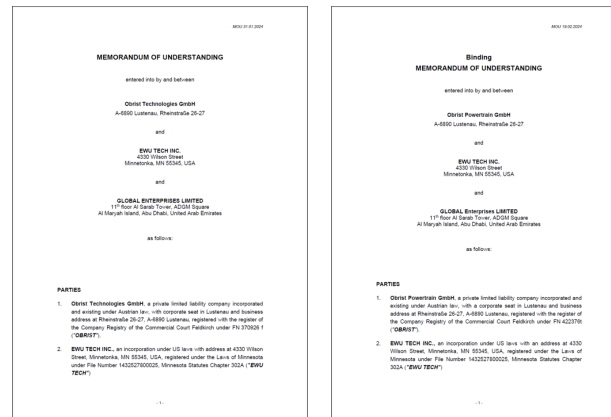 MOU 31.01.2024
MEMORANDUM OF UNDERSTANDING
entered into by and between
Obrist Technologies GmbH
A-6890 Lustenau, Rheinstraße 26-27
and
EWU TECH INC.
4330 Wilson Street
Minnetonka, MN 55345, USA
and
GLOBAL ENTERPRISES LIMITED
11th floor Al Sarab Tower, ADGM Square
Al Maryah Island, Abu Dhabi, United Arab Emirates
as follows:
PARTIES
1. Obrist Technologies GmbH, a private limited liability company incorporated
and existing under Austrian law, with corporate seat in Lustenau and business
address at Rheinstraße 26-27, A-6890 Lustenau, registered with the register of
the Company Registry of the Commercial Court Feldkirch under FN 370926 f
("OBRIST").
2. EWU TECH INC., an incorporation under US laws with address at 4330 Wilson
Street, Minnetonka, MN 55345, USA, registered under the Laws of Minnesota
under File Number 1432527800025, Minnesota Statutes Chapter 302A ("EWU
TECH")
- 1 -
MOU 19.02.2024
Binding
MEMORANDUM OF UNDERSTANDING
entered into by and between
Obrist Powertrain GmbH
A-6890 Lustenau, Rheinstraße 26-27
and
EWU TECH INC.
4330 Wilson Street
Minnetonka, MN 55345, USA
and
GLOBAL Enterprises LIMITED
11th floor Al Sarab Tower, ADGM Square
Al Maryah Island, Abu Dhabi, United Arab Emirates
as follows:
PARTIES
1. Obrist Powertrain GmbH, a private limited liability company incorporated and
existing under Austrian law, with a corporate seat in Lustenau and business
address at Rheinstraße 26-27, A-6890 Lustenau, registered with the register of
the Company Registry of the Commercial Court Feldkirch under FN 422376t
("OBRIST").
2. EWU TECH INC., an incorporation under US laws with an address at 4330
Wilson Street, Minnetonka, MN 55345, USA, registered under the Laws of
Minnesota under File Number 1432527800025, Minnesota Statutes Chapter
302A ("EWU TECH")
- 1 -